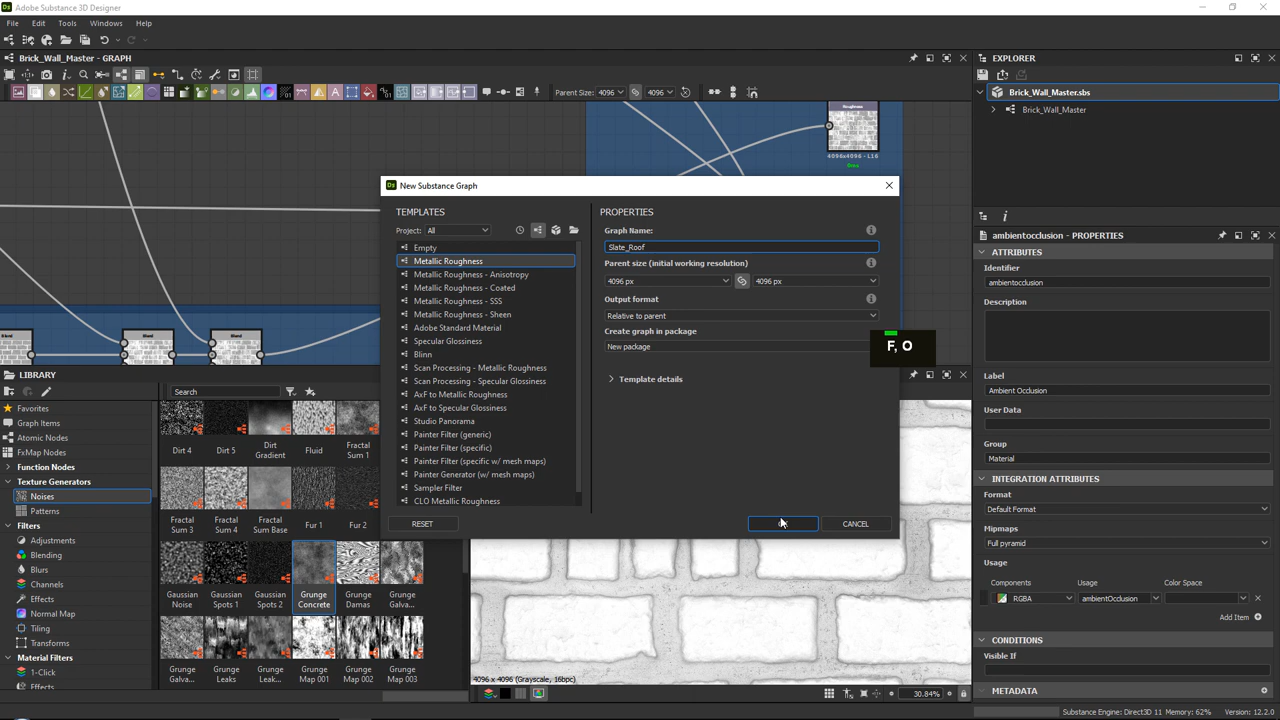 Adobe Substance 3D Designer
File Edit Tools Windows Help
Brick_Wall_Master - GRAPH
Parent Size: 4096 4096
Roughness
4096x4096 - L16
Blend Blend
New Substance Graph
TEMPLATES
Project: All
Empty
Metallic Roughness
Metallic Roughness - Anisotropy
Metallic Roughness - Coated
Metallic Roughness - SSS
Metallic Roughness - Sheen
Adobe Standard Material
Specular Glossiness
Blinn
Scan Processing - Metallic Roughness
Scan Processing - Specular Glossiness
AxF to Metallic Roughness
AxF to Specular Glossiness
Studio Panorama
Painter Filter (generic)
Painter Filter (specific)
Painter Filter (specific w/ mesh maps)
Painter Generator (w/ mesh maps)
Sampler Filter
CLO Metallic Roughness
RESET
PROPERTIES
Graph Name:
Slate_Roof
Parent size (initial working resolution)
4096 px 4096 px
Output format
Relative to parent
Create graph in package
New package
Template details
CANCEL
F, O
LIBRARY
Search
Favorites
Graph Items
Atomic Nodes
FxMap Nodes
Function Nodes
Texture Generators
Noises
Patterns
Filters
Adjustments
Blending
Blurs
Channels
Effects
Normal Map
Tiling
Transforms
Material Filters
1-Click
Effects
Dirt 4
Dirt 5
Dirt Gradient
Fluid
Fractal Sum 1
Fractal Sum 3
Fractal Sum 4
Fractal Sum Base
Fur 1
Fur 2
Gaussian Noise
Gaussian Spots 1
Gaussian Spots 2
Grunge Concrete
Grunge Damas
Grunge Galva...
Grunge Galva...
Grunge Leaks
Grunge Leak...
Grunge Map 001
Grunge Map 002
Grunge Map 003
4096 x 4096 (Grayscale, 16bpc)
30.84%
EXPLORER
Brick_Wall_Master.sbs
Brick_Wall_Master
ambientocclusion - PROPERTIES
ATTRIBUTES
Identifier
ambientocclusion
Description
Label
Ambient Occlusion
User Data
Group
Material
INTEGRATION ATTRIBUTES
Format
Default Format
Mipmaps
Full pyramid
Usage
Components Usage Color Space
RGBA ambientOcclusion
Add Item
CONDITIONS
Visible If
METADATA
Substance Engine: Direct3D 11 Memory: 62% Version: 12.2.0